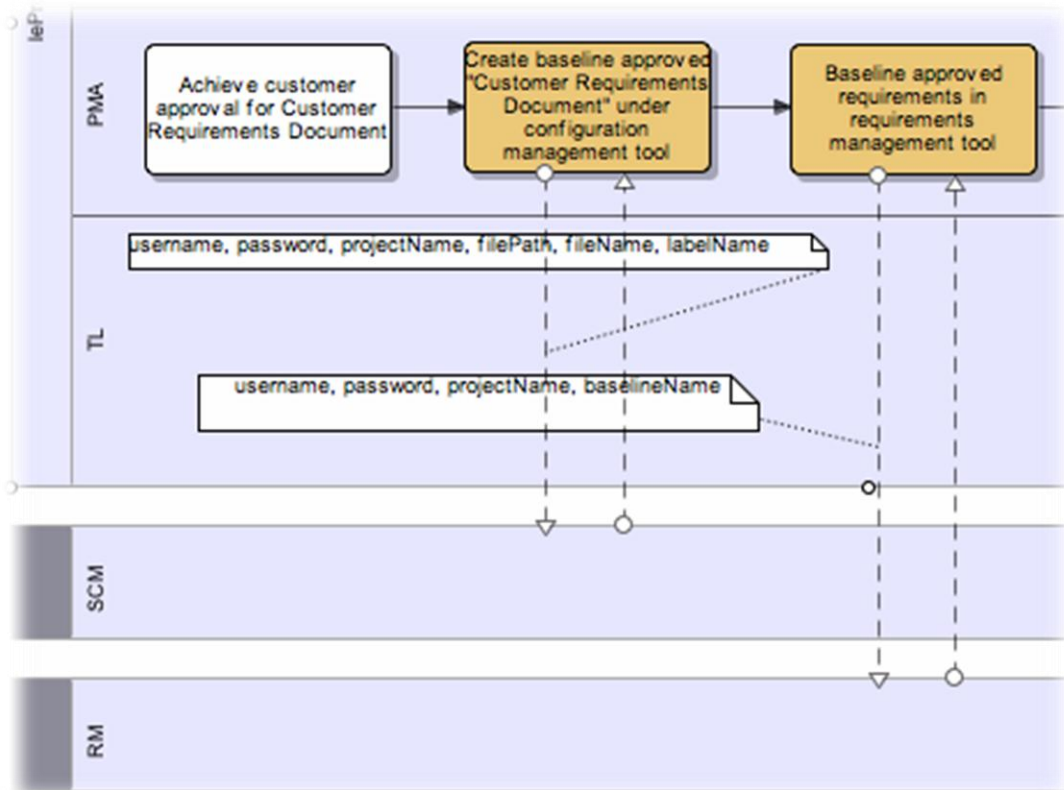 lePr
PMA
Achieve customer
approval for Customer
Requirements Document
Create baseline approved
"Customer Requirements
Document" under
configuration
management tool
Baseline approved
requirements in
requirements
management tool
TL
username, password, projectName, filePath, fileName, labelName
username, password, projectName, baselineName
SCM
RM